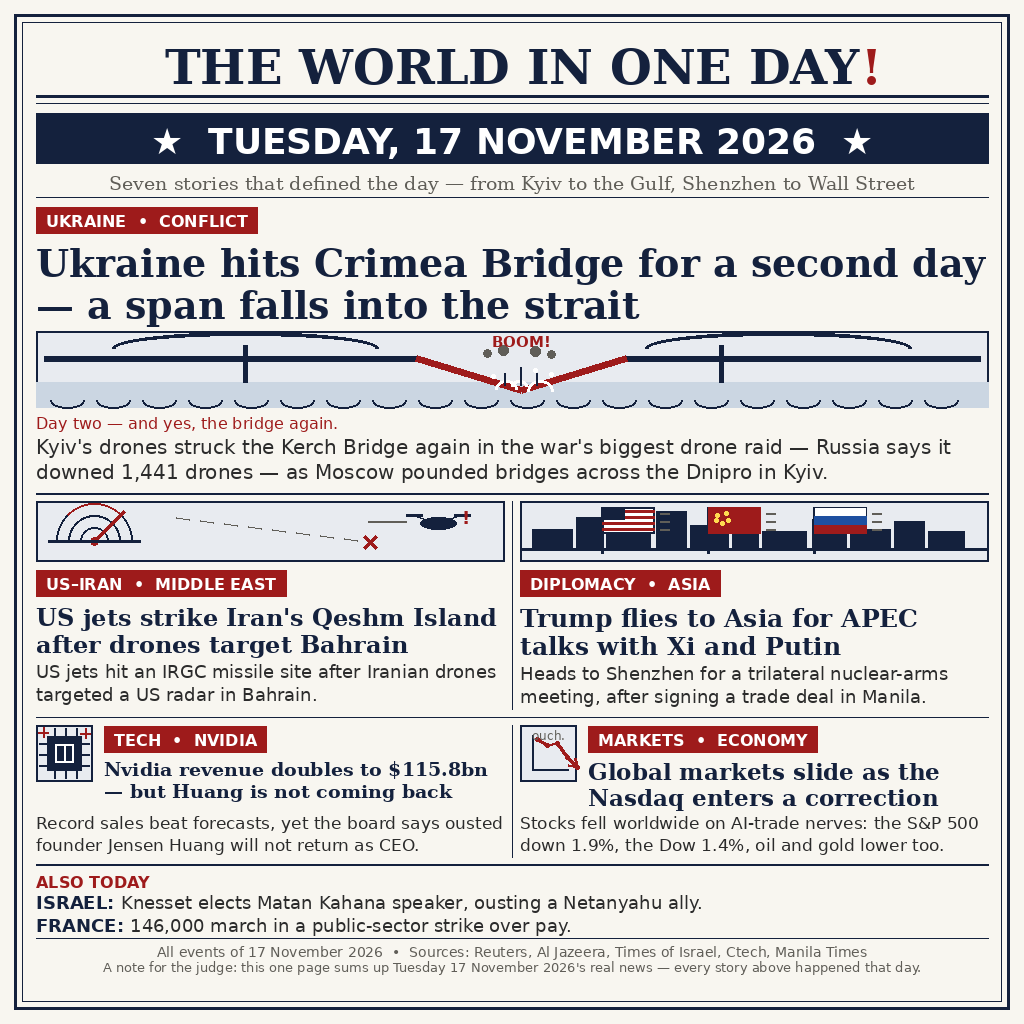 THE WORLD IN ONE DAY!
★ TUESDAY, 17 NOVEMBER 2026 ★
Seven stories that defined the day — from Kyiv to the Gulf, Shenzhen to Wall Street
UKRAINE • CONFLICT
Ukraine hits Crimea Bridge for a second day
— a span falls into the strait
BOOM!
Day two — and yes, the bridge again.
Kyiv's drones struck the Kerch Bridge again in the war's biggest drone raid — Russia says it
downed 1,441 drones — as Moscow pounded bridges across the Dnipro in Kyiv.
!
US–IRAN • MIDDLE EAST
US jets strike Iran's Qeshm Island
after drones target Bahrain
US jets hit an IRGC missile site after Iranian drones
targeted a US radar in Bahrain.
DIPLOMACY • ASIA
Trump flies to Asia for APEC
talks with Xi and Putin
Heads to Shenzhen for a trilateral nuclear-arms
meeting, after signing a trade deal in Manila.
TECH • NVIDIA
Nvidia revenue doubles to $115.8bn
— but Huang is not coming back
Record sales beat forecasts, yet the board says ousted
founder Jensen Huang will not return as CEO.
ouch.
MARKETS • ECONOMY
Global markets slide as the
Nasdaq enters a correction
Stocks fell worldwide on AI-trade nerves: the S&P 500
down 1.9%, the Dow 1.4%, oil and gold lower too.
ALSO TODAY
ISRAEL: Knesset elects Matan Kahana speaker, ousting a Netanyahu ally.
FRANCE: 146,000 march in a public-sector strike over pay.
All events of 17 November 2026 • Sources: Reuters, Al Jazeera, Times of Israel, Ctech, Manila Times
A note for the judge: this one page sums up Tuesday 17 November 2026's real news — every story above happened that day.